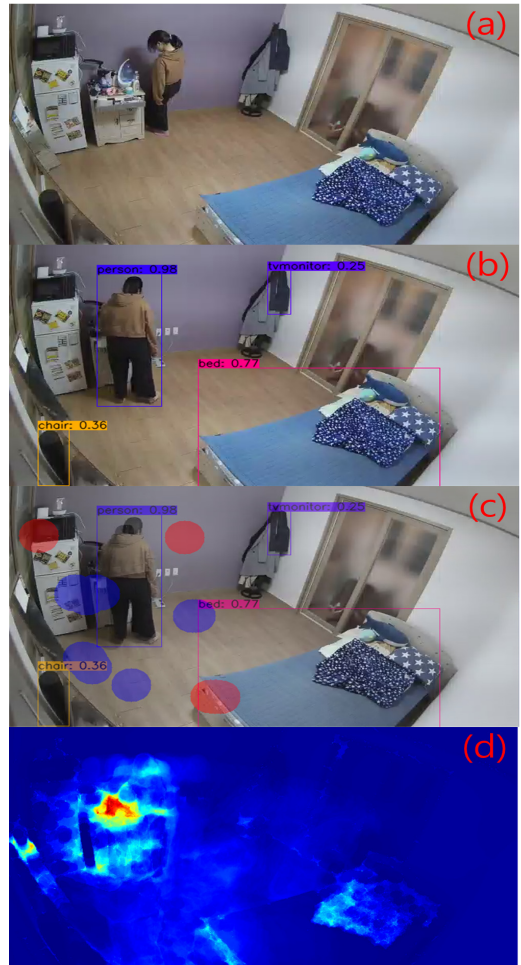 (a)
(b)
person: 0.98
tvmonitor: 0.25
bed: 0.77
chair: 0.36
(c)
person: 0.98
tvmonitor: 0.25
bed: 0.77
chair: 0.36
(d)